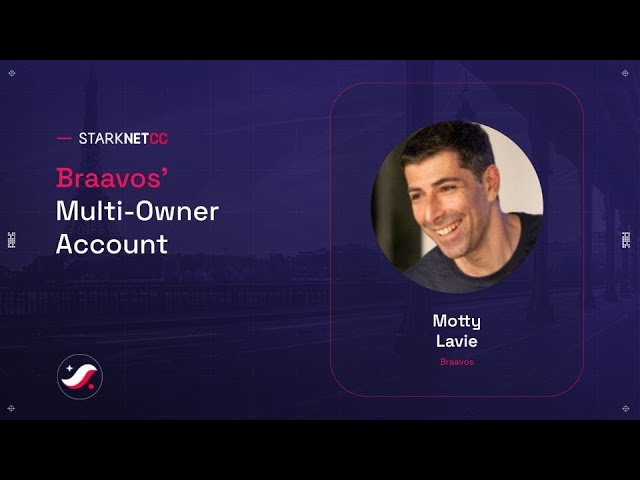 STARKNETCC
Braavos'
Multi-Owner
Account
Motty
Lavie
Braavos